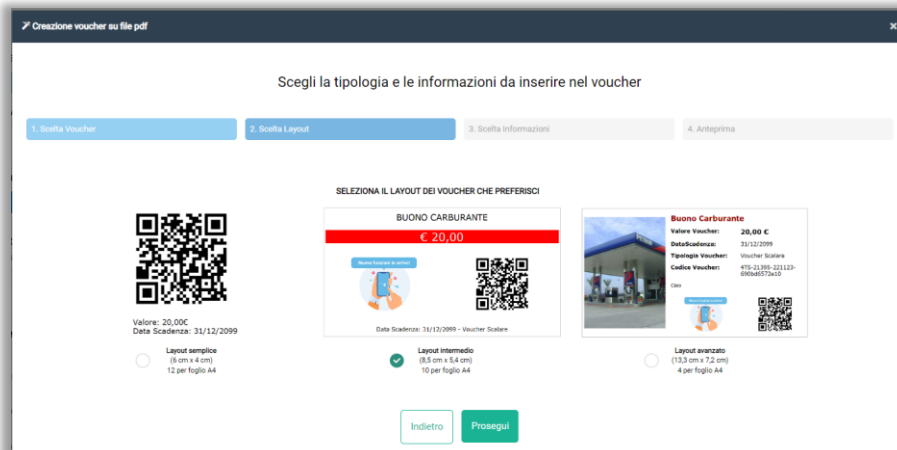 Creazione voucher su file pdf
×
Scegli la tipologia e le informazioni da inserire nel voucher
1. Scelta Voucher
2. Scelta Layout
3. Scelta Informazioni
4. Anteprima
SELEZIONA IL LAYOUT DEI VOUCHER CHE PREFERISCI
Valore: 20,00€
Data Scadenza: 31/12/2099
Layout semplice
(6 cm x 4 cm)
12 per foglio A4
BUONO CARBURANTE
€ 20,00
Data Scadenza: 31/12/2099 - Voucher Scalare
Layout intermedio
(8,5 cm x 5,4 cm)
10 per foglio A4
Buono Carburante
Valore Voucher: 20,00 €
DataScadenza: 31/12/2099
Tipologia Voucher: Voucher Scalare
Codice Voucher: 475-21395-221123-
690bd6572e10
Ciao
Layout avanzato
(13,3 cm x 7,2 cm)
4 per foglio A4
Indietro
Prosegui